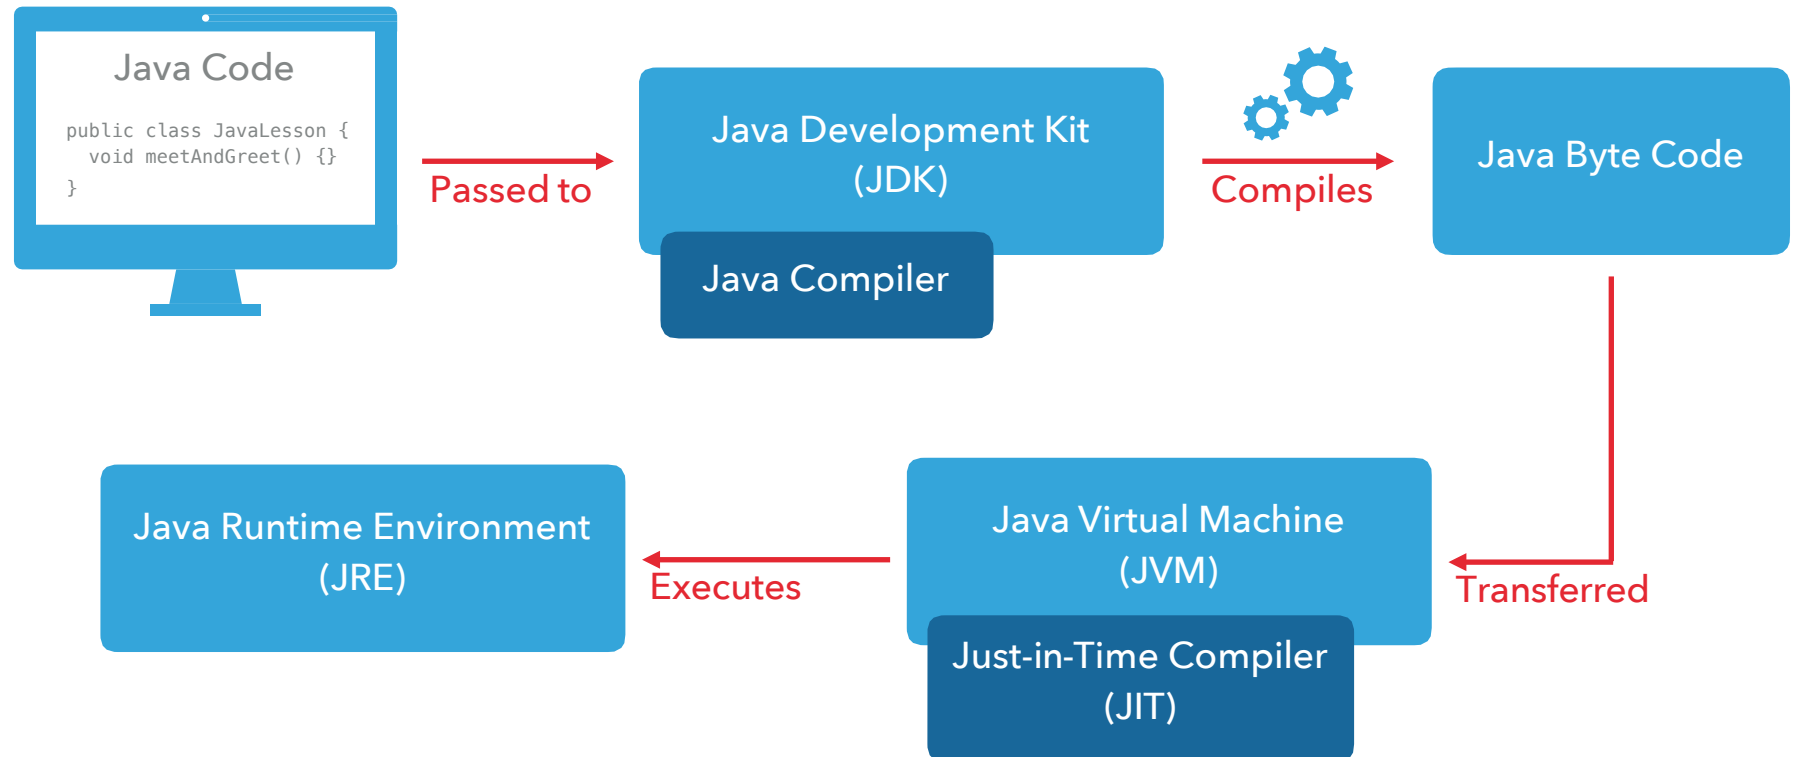 Java Code
public class JavaLesson {
  void meetAndGreet() {}
}
Passed to
Java Development Kit
(JDK)
Java Compiler
Compiles
Java Byte Code
Transferred
Java Virtual Machine
(JVM)
Just-in-Time Compiler
(JIT)
Executes
Java Runtime Environment
(JRE)